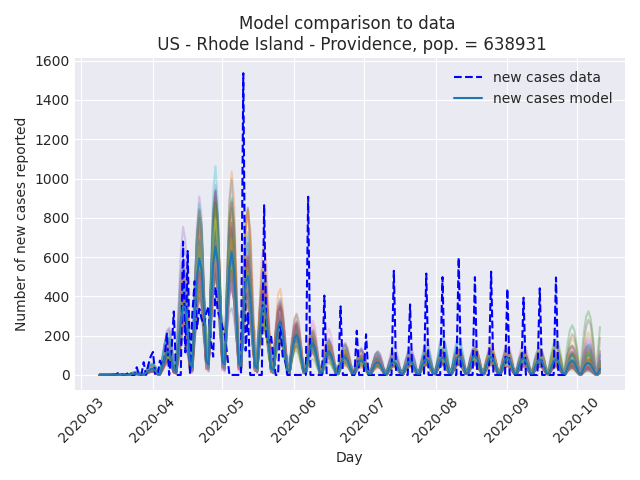 Model comparison to data
US - Rhode Island - Providence, pop. = 638931
new cases data
new cases model
Number of new cases reported
1600
1400
1200
1000
800
600
400
200
0
2020-03
2020-04
2020-05
2020-06
2020-07
2020-08
2020-09
2020-10
Day